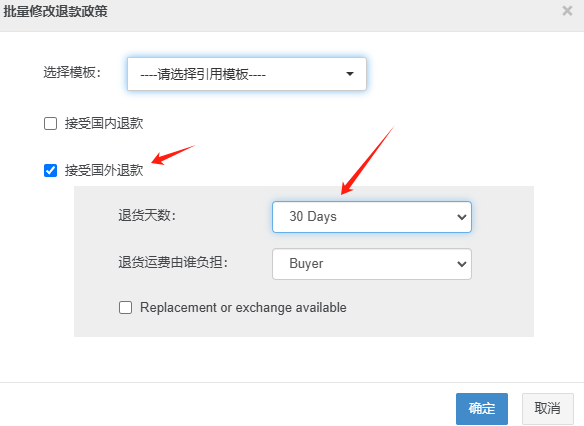 批量修改退款政策 ×
选择模板： ----请选择引用模板----
接受国内退款
接受国外退款
退货天数： 30 Days
退货运费由谁负担： Buyer
Replacement or exchange available
确定 取消